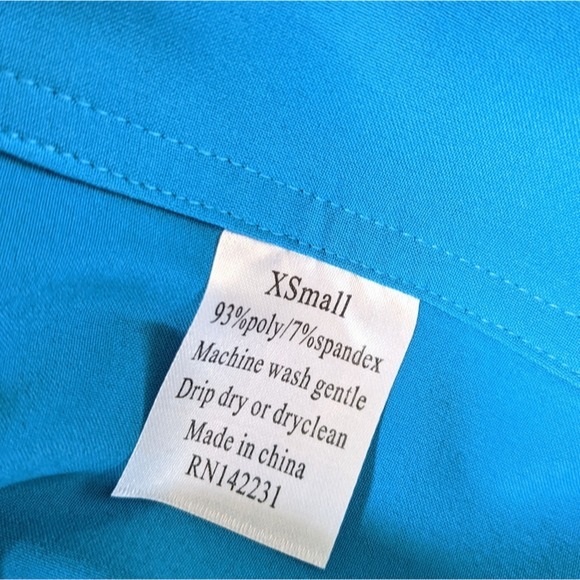 XSmall
93%poly/7%spandex
Machine wash gentle
Drip dry or dryclean
Made in china
RN142231